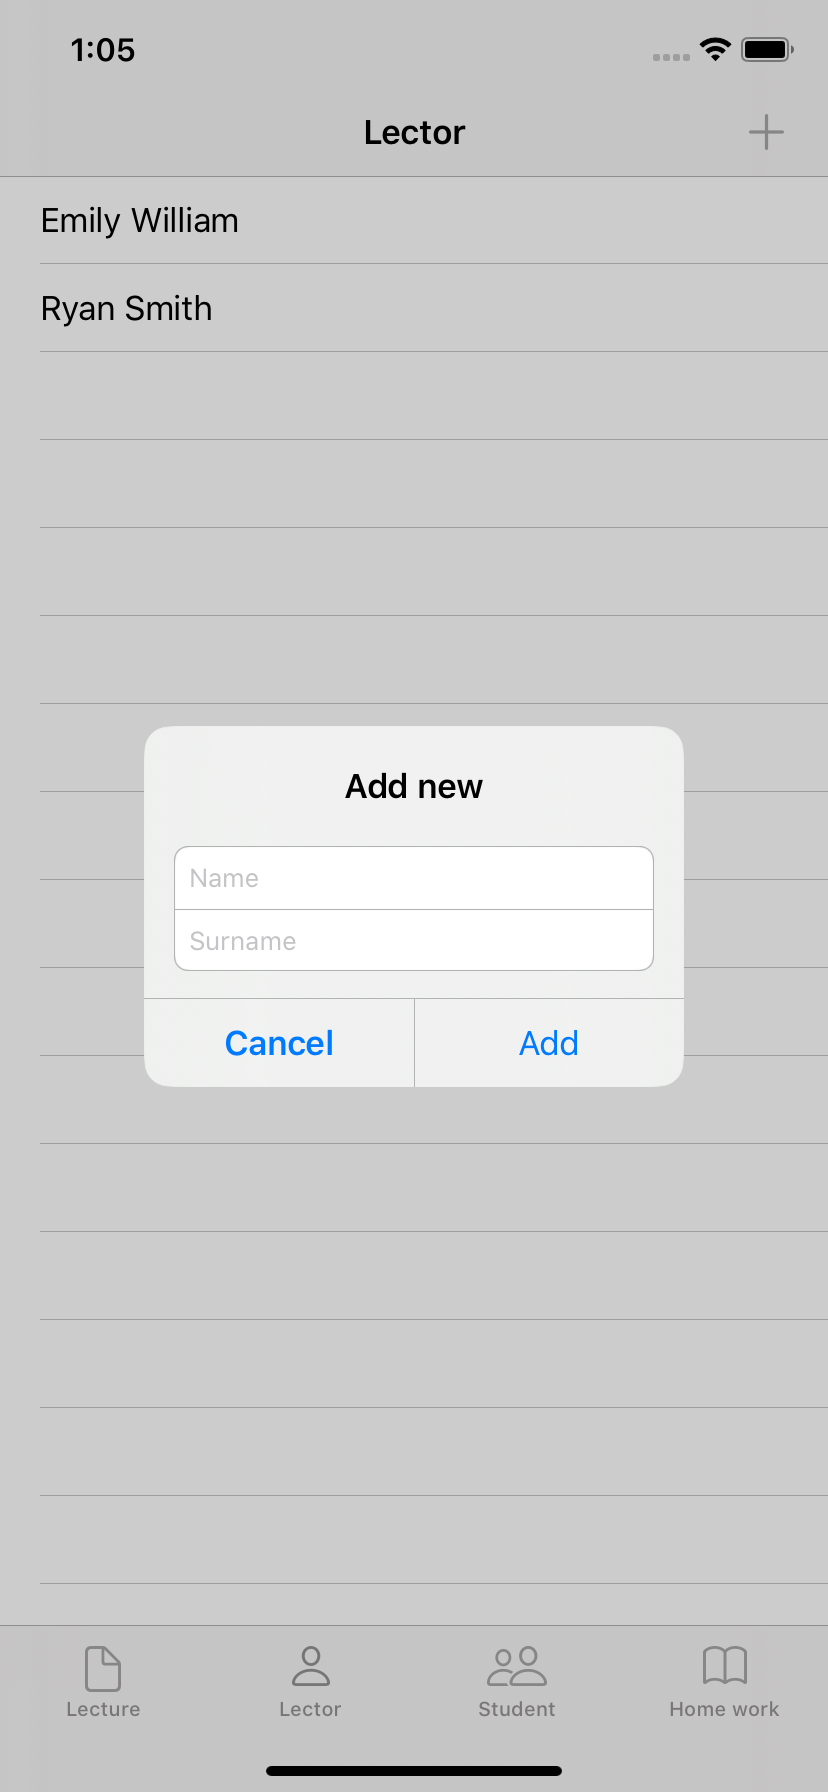 1:05
Lector
Emily William
Ryan Smith
Add new
Name
Surname
Cancel Add
Lecture Lector Student Home work